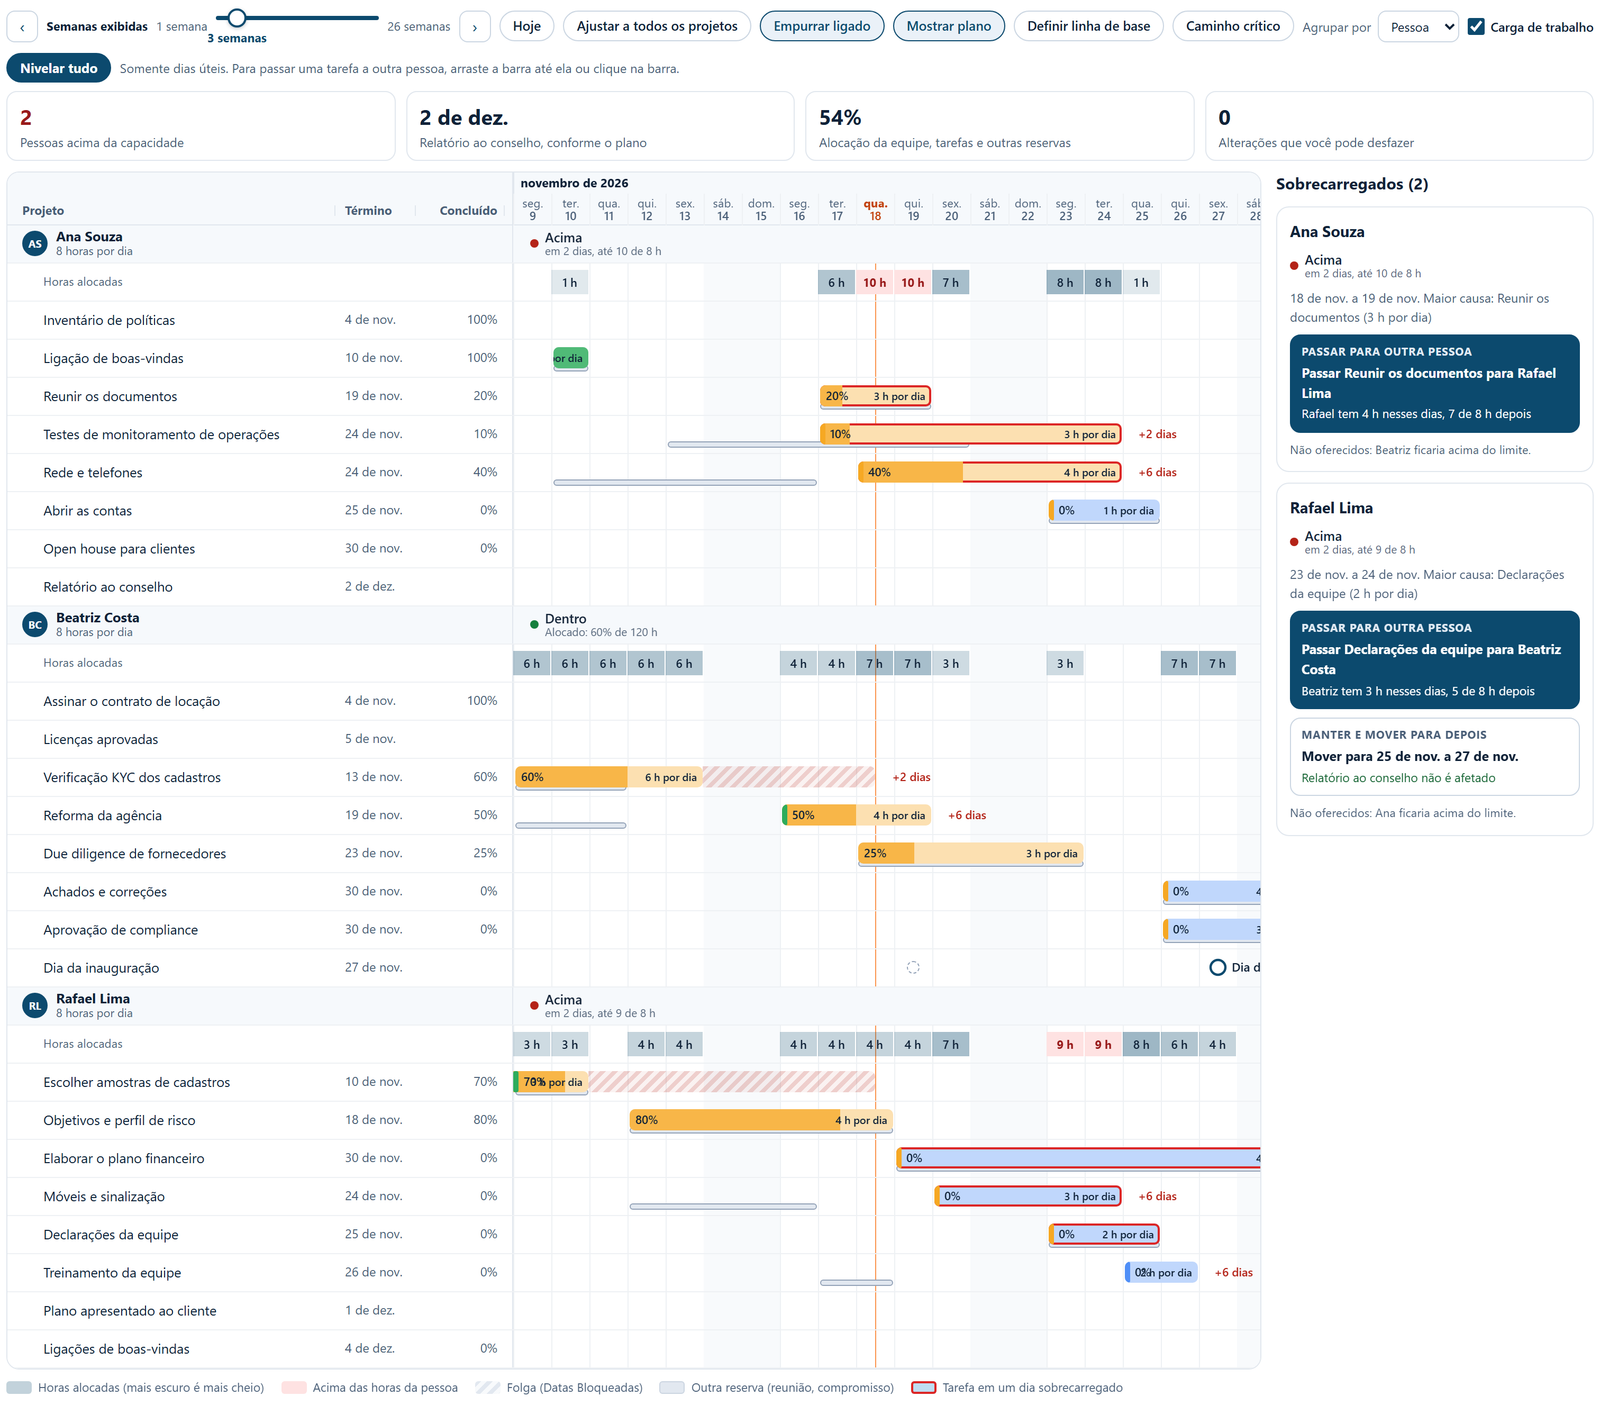 ‹ Semanas exibidas 1 semana 3 semanas 26 semanas › Hoje Ajustar a todos os projetos Empurrar ligado Mostrar plano Definir linha de base Caminho crítico Agrupar por Pessoa Carga de trabalho
Nivelar tudo Somente dias úteis. Para passar uma tarefa a outra pessoa, arraste a barra até ela ou clique na barra.
2
Pessoas acima da capacidade
2 de dez.
Relatório ao conselho, conforme o plano
54%
Alocação da equipe, tarefas e outras reservas
0
Alterações que você pode desfazer
novembro de 2026
Projeto Término Concluído
seg. 9 ter. 10 qua. 11 qui. 12 sex. 13 sáb. 14 dom. 15 seg. 16 ter. 17 qua. 18 qui. 19 sex. 20 sáb. 21 dom. 22 seg. 23 ter. 24 qua. 25 qui. 26 sex. 27 sáb 28
AS Ana Souza
8 horas por dia
Acima
em 2 dias, até 10 de 8 h
Horas alocadas 1 h 6 h 10 h 10 h 7 h 8 h 8 h 1 h
Inventário de políticas 4 de nov. 100%
Ligação de boas-vindas 10 de nov. 100% or dia
Reunir os documentos 19 de nov. 20% 20% 3 h por dia
Testes de monitoramento de operações 24 de nov. 10% 10% 3 h por dia +2 dias
Rede e telefones 24 de nov. 40% 40% 4 h por dia +6 dias
Abrir as contas 25 de nov. 0% 0% 1 h por dia
Open house para clientes 30 de nov. 0%
Relatório ao conselho 2 de dez.
BC Beatriz Costa
8 horas por dia
Dentro
Alocado: 60% de 120 h
Horas alocadas 6 h 6 h 6 h 6 h 6 h 4 h 4 h 7 h 7 h 3 h 3 h 7 h 7 h
Assinar o contrato de locação 4 de nov. 100%
Licenças aprovadas 5 de nov.
Verificação KYC dos cadastros 13 de nov. 60% 60% 6 h por dia +2 dias
Reforma da agência 19 de nov. 50% 50% 4 h por dia +6 dias
Due diligence de fornecedores 23 de nov. 25% 25% 3 h por dia
Achados e correções 30 de nov. 0% 0% 4
Aprovação de compliance 30 de nov. 0% 0% 3
Dia da inauguração 27 de nov. Dia d
RL Rafael Lima
8 horas por dia
Acima
em 2 dias, até 9 de 8 h
Horas alocadas 3 h 3 h 4 h 4 h 4 h 4 h 4 h 4 h 7 h 9 h 9 h 8 h 6 h 4 h
Escolher amostras de cadastros 10 de nov. 70% 70% por dia
Objetivos e perfil de risco 18 de nov. 80% 80% 4 h por dia
Elaborar o plano financeiro 30 de nov. 0% 0% 4
Móveis e sinalização 24 de nov. 0% 0% 3 h por dia +6 dias
Declarações da equipe 25 de nov. 0% 0% 2 h por dia
Treinamento da equipe 26 de nov. 0% 0% h por dia +6 dias
Plano apresentado ao cliente 1 de dez.
Ligações de boas-vindas 4 de dez. 0%
Horas alocadas (mais escuro é mais cheio) Acima das horas da pessoa Folga (Datas Bloqueadas) Outra reserva (reunião, compromisso) Tarefa em um dia sobrecarregado
Sobrecarregados (2)
Ana Souza
Acima
em 2 dias, até 10 de 8 h
18 de nov. a 19 de nov. Maior causa: Reunir os
documentos (3 h por dia)
PASSAR PARA OUTRA PESSOA
Passar Reunir os documentos para Rafael
Lima
Rafael tem 4 h nesses dias, 7 de 8 h depois
Não oferecidos: Beatriz ficaria acima do limite.
Rafael Lima
Acima
em 2 dias, até 9 de 8 h
23 de nov. a 24 de nov. Maior causa: Declarações
da equipe (2 h por dia)
PASSAR PARA OUTRA PESSOA
Passar Declarações da equipe para Beatriz
Costa
Beatriz tem 3 h nesses dias, 5 de 8 h depois
MANTER E MOVER PARA DEPOIS
Mover para 25 de nov. a 27 de nov.
Relatório ao conselho não é afetado
Não oferecidos: Ana ficaria acima do limite.